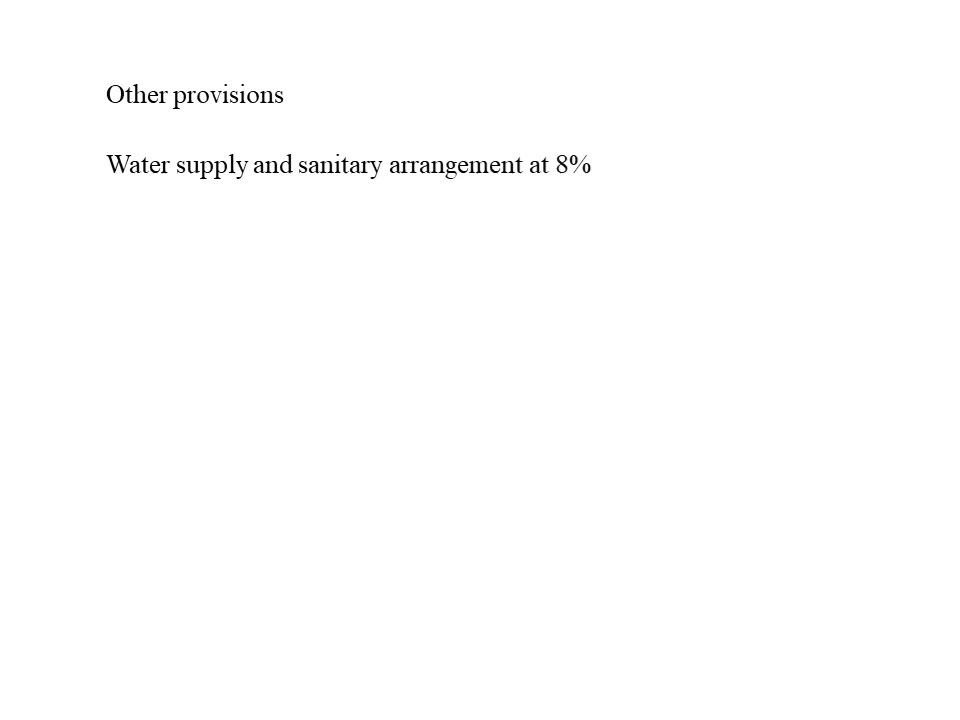 Other provisions
Water supply and sanitary arrangement at 8%